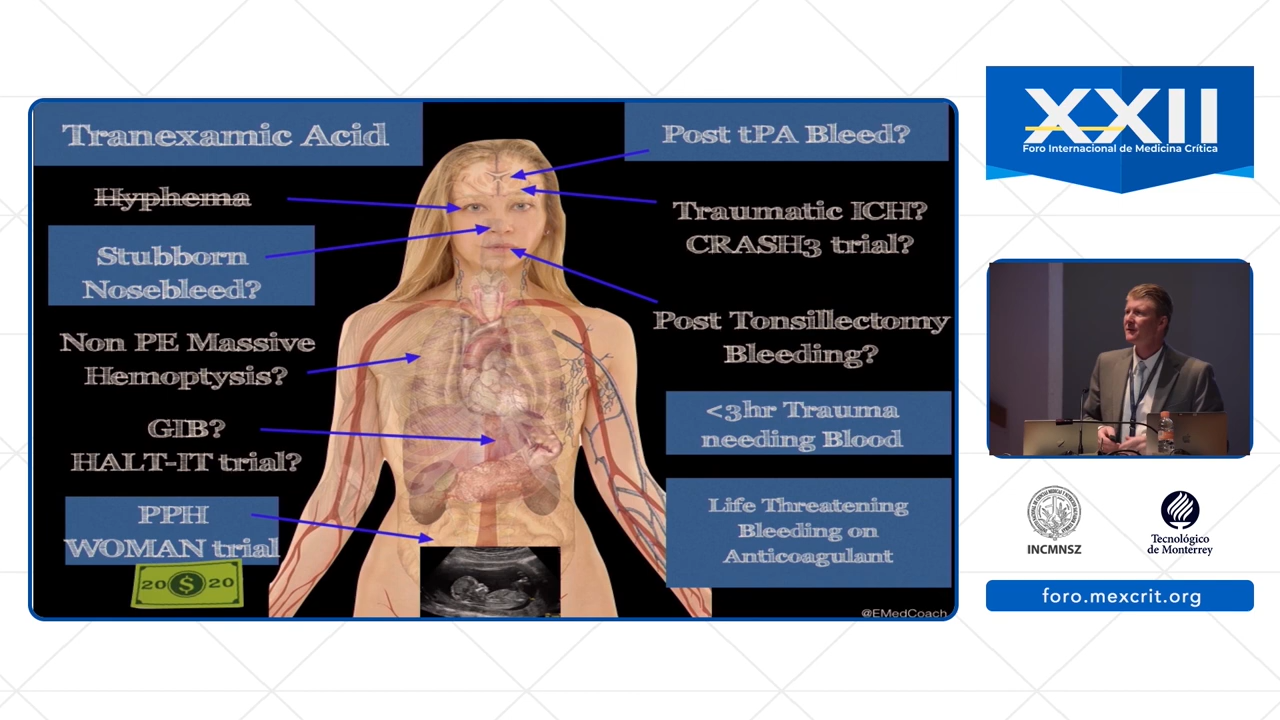 Tranexamic Acid
Hyphema
Stubborn
Nosebleed?
Non PE Massive
Hemoptysis?
GIB?
HALT-IT trial?
PPH
WOMAN trial
20 $ 20
Post tPA Bleed?
Traumatic ICH?
CRASH3 trial?
Post Tonsillectomy
Bleeding?
<3hr Trauma
needing Blood
Life Threatening
Bleeding on
Anticoagulant
@EMedCoach
XXII
Foro Internacional de Medicina Crítica
INCMNSZ
Tecnológico
de Monterrey
foro.mexcrit.org